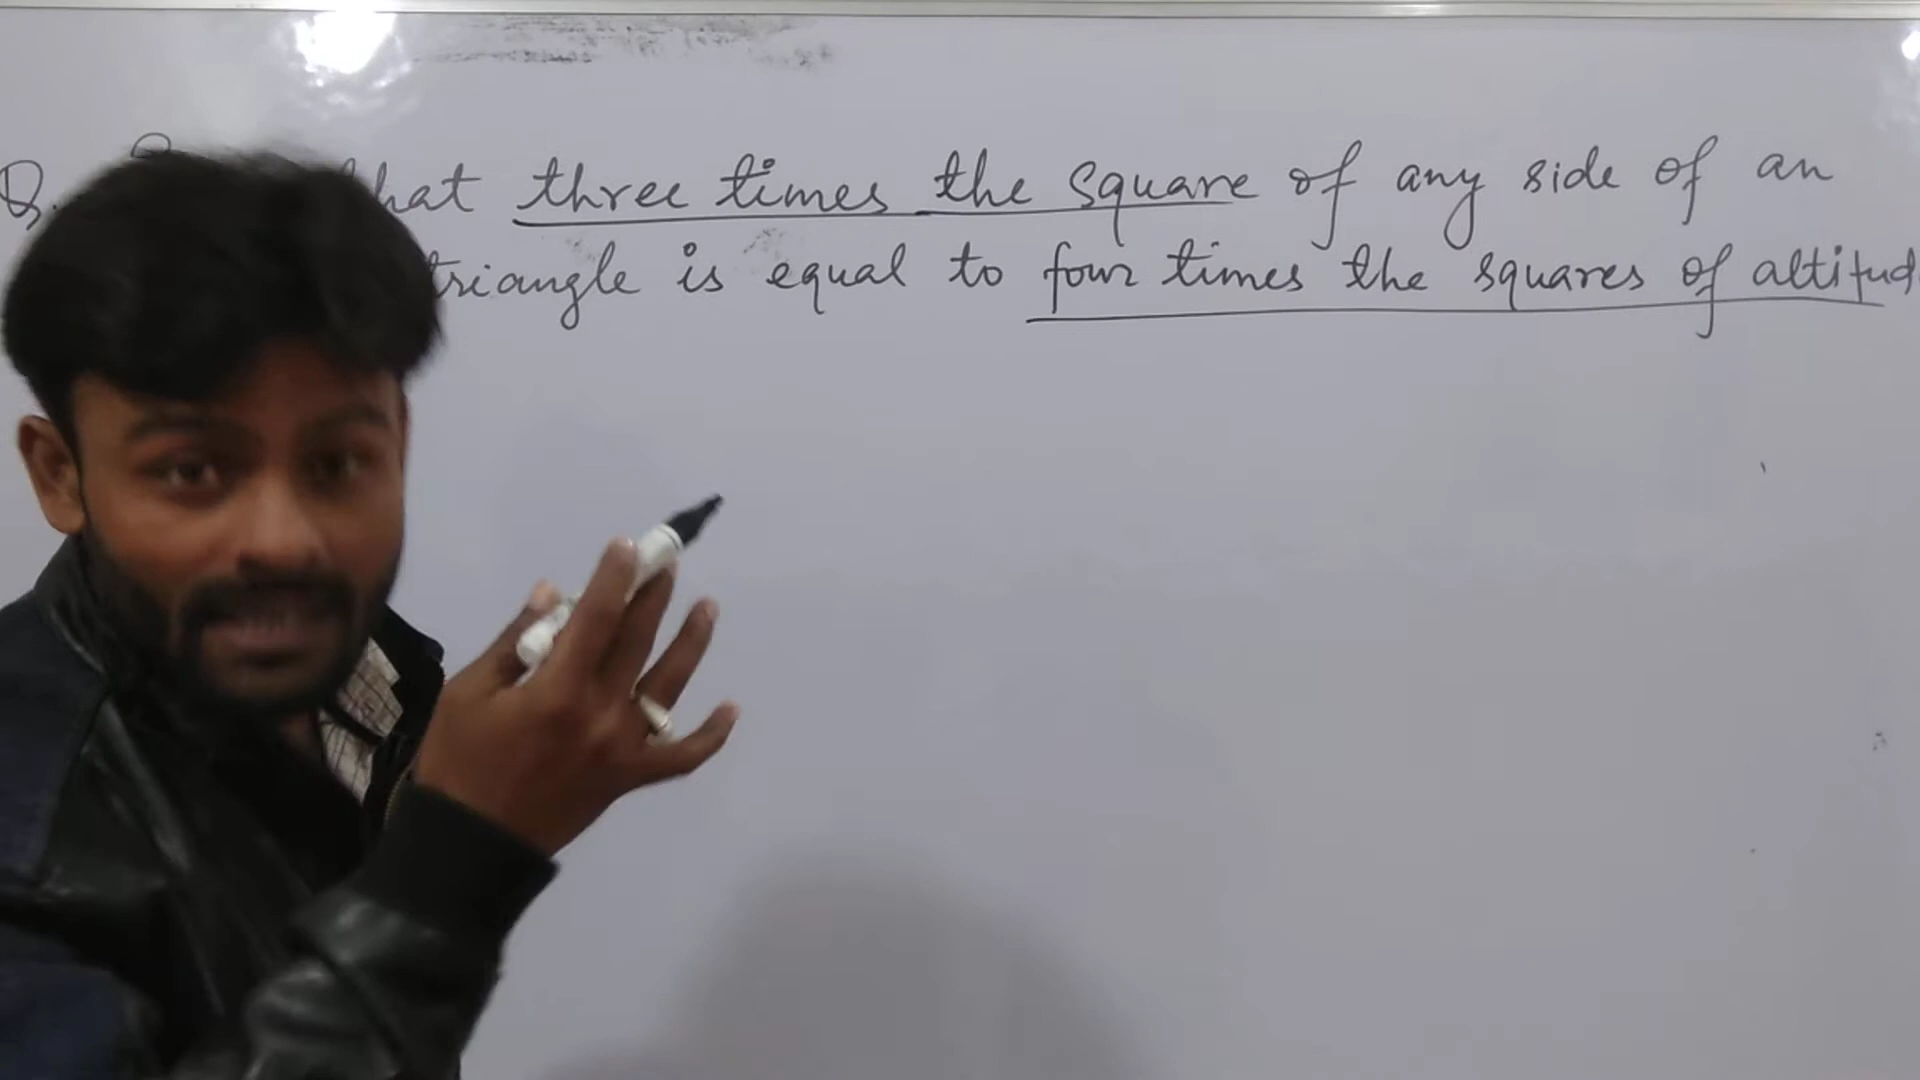 Q. that three times the square of any side of an
triangle is equal to four times the squares of altitud